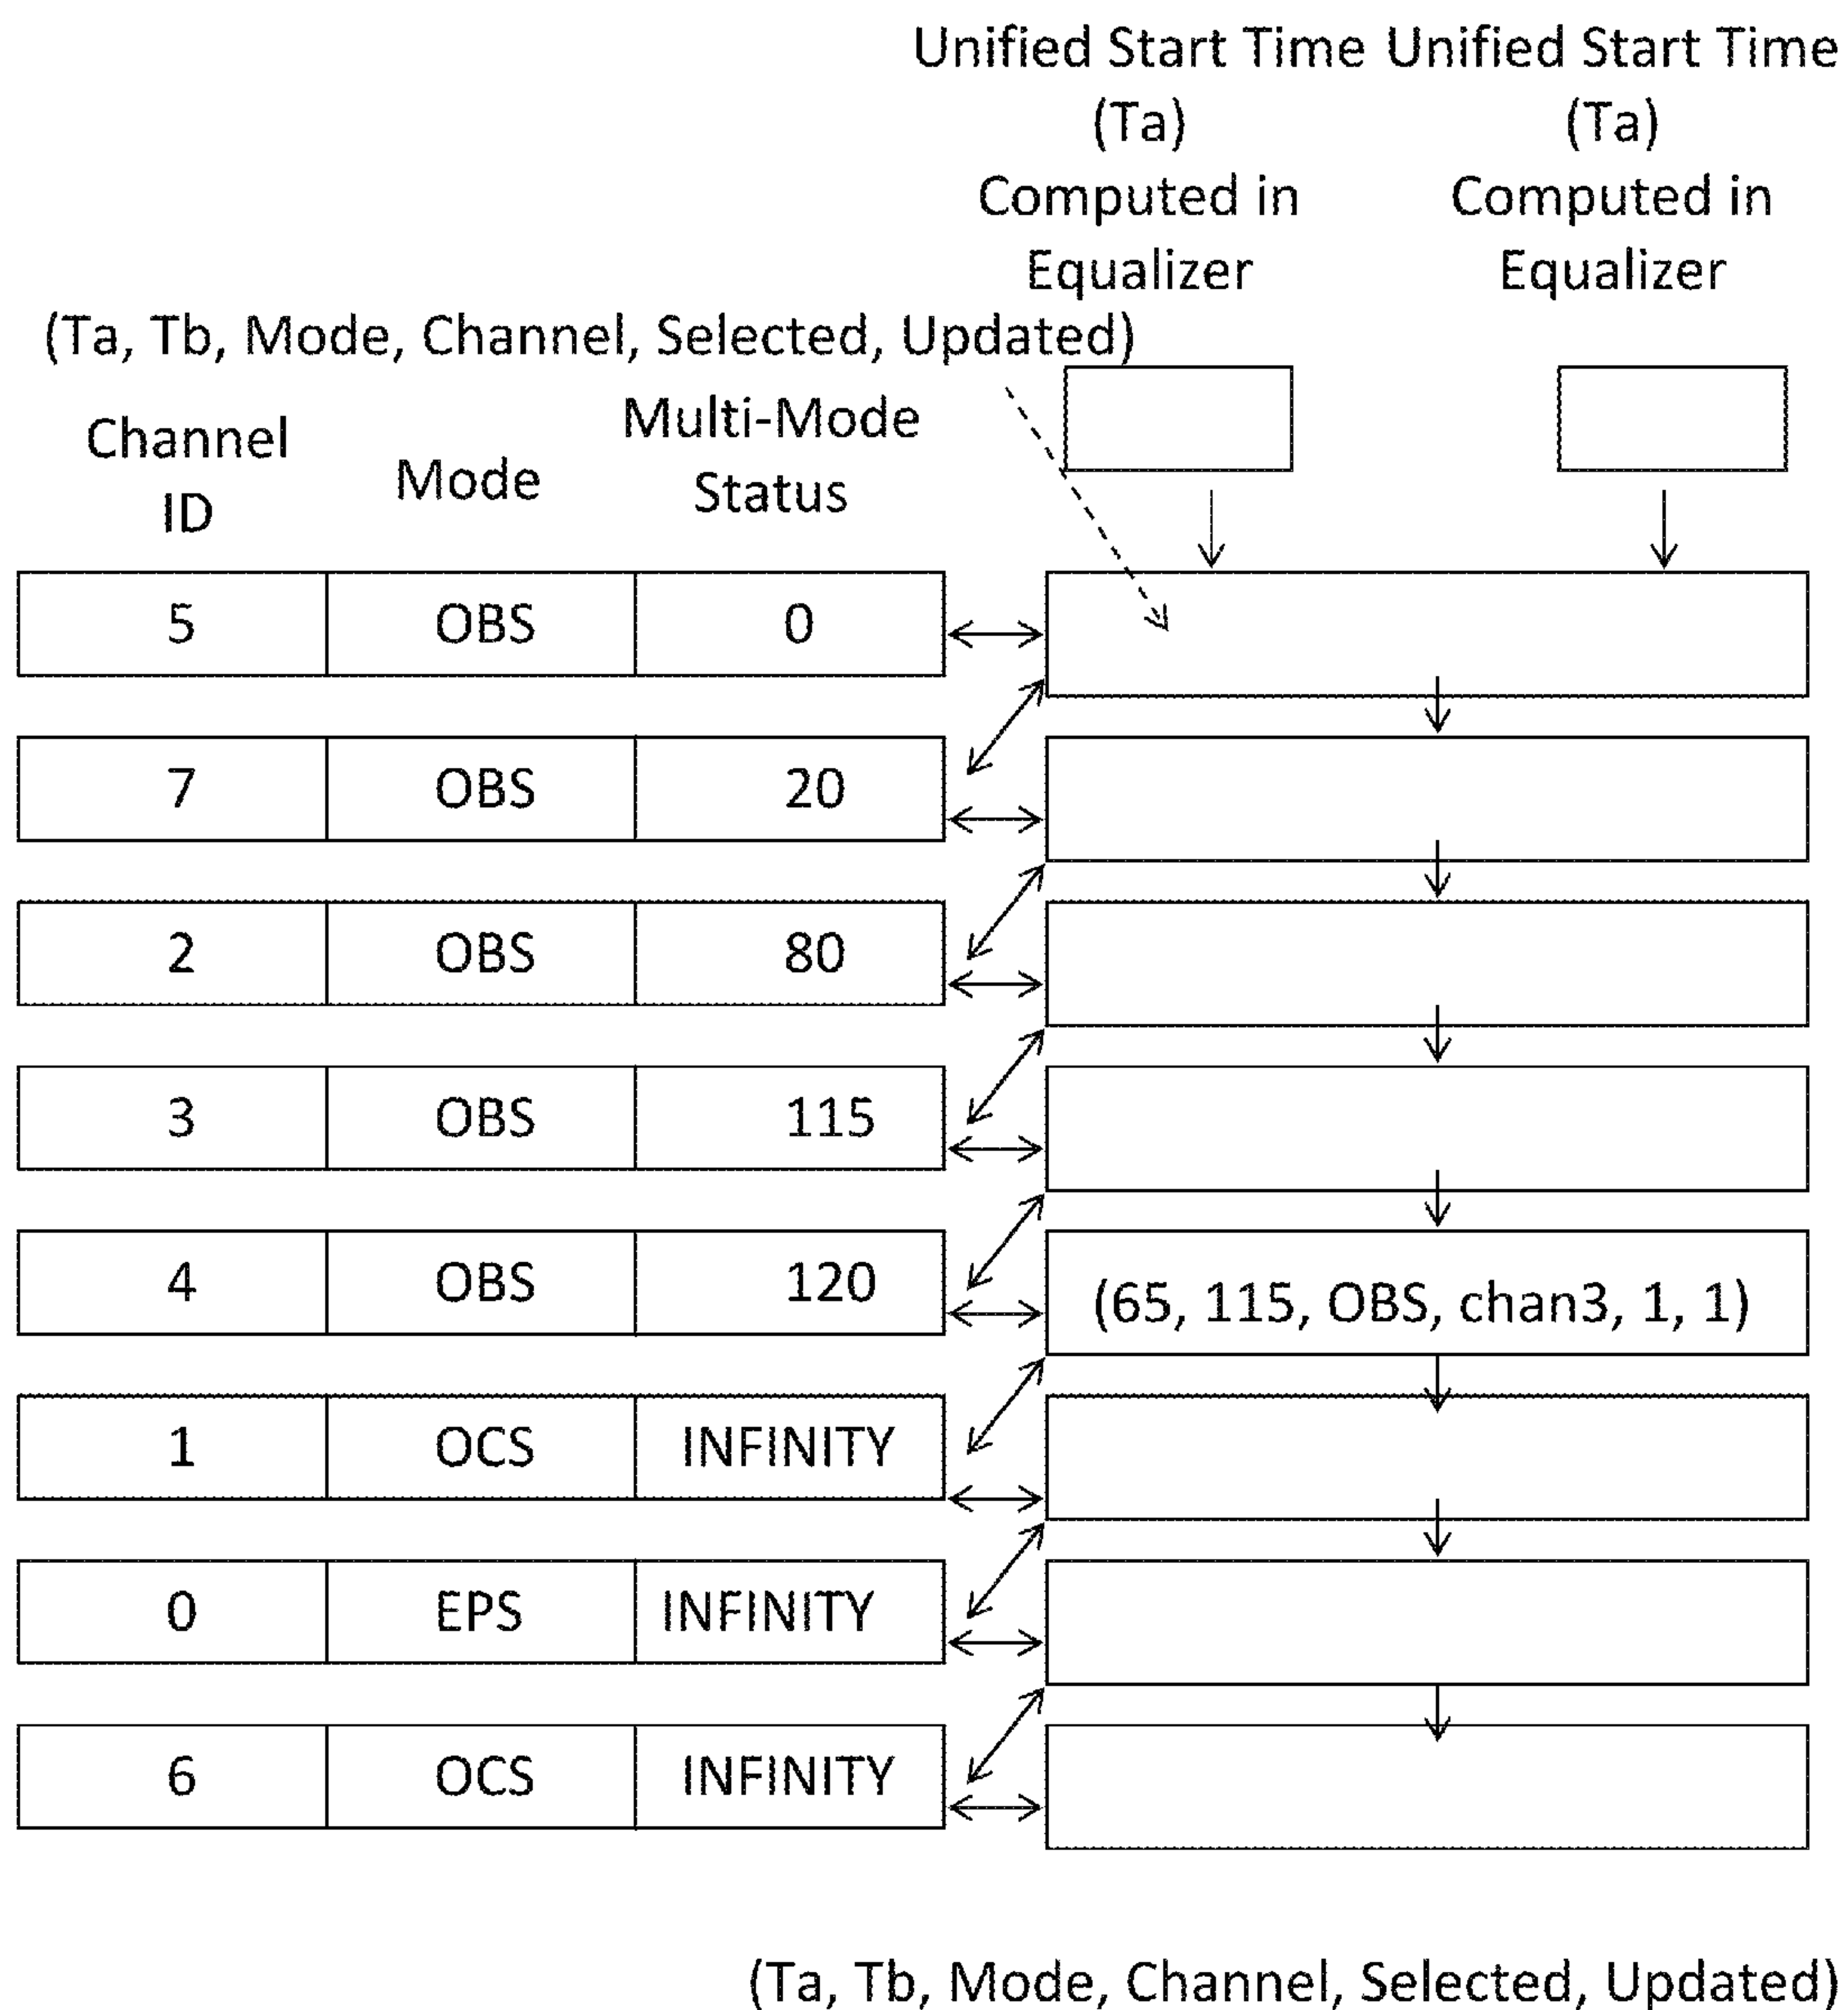 Unified Start Time Unified Start Time
(Ta) (Ta)
Computed in Computed in
Equalizer Equalizer
(Ta, Tb, Mode, Channel, Selected, Updated)
Channel ID Mode Multi-Mode Status
5 OBS 0
7 OBS 20
2 OBS 80
3 OBS 115
4 OBS 120 (65, 115, OBS, chan3, 1, 1)
1 OCS INFINITY
0 EPS INFINITY
6 OCS INFINITY
(Ta, Tb, Mode, Channel, Selected, Updated)